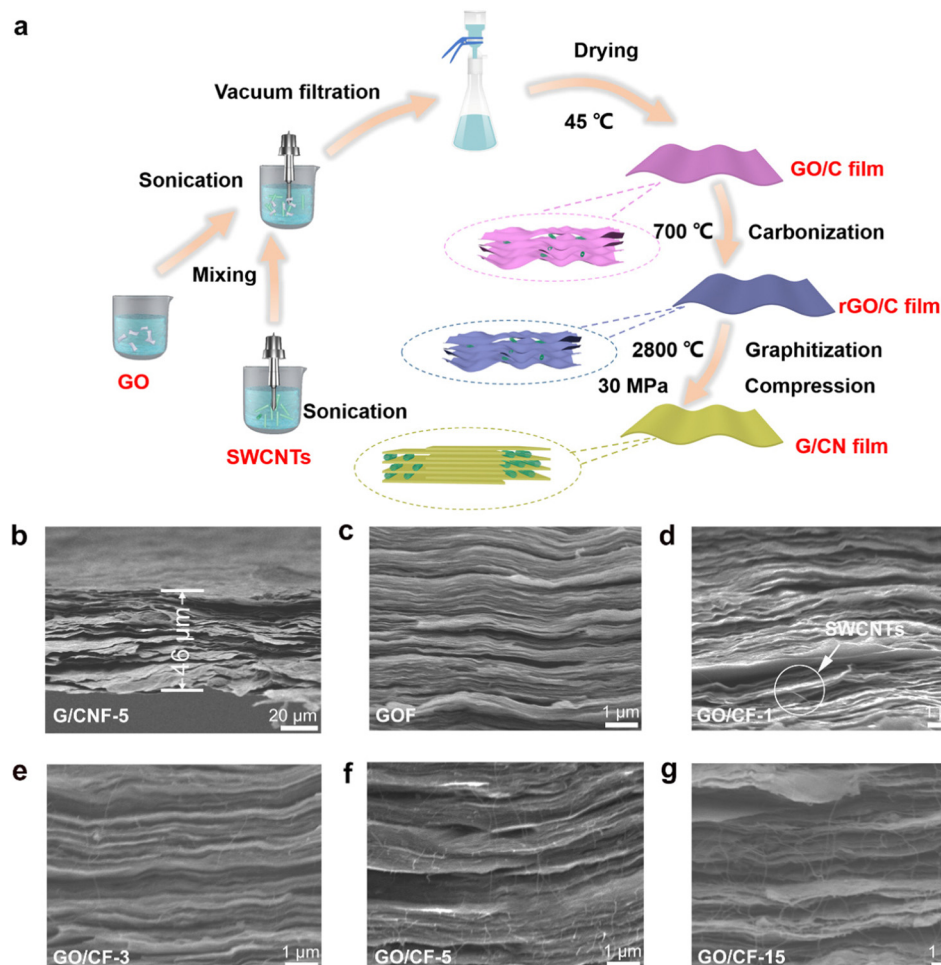 a
Drying
Vacuum filtration
45 ℃
Sonication
GO/C film
700 ℃
Carbonization
Mixing
rGO/C film
2800 ℃
Graphitization
GO
30 MPa
Compression
Sonication
SWCNTs
G/CN film
b
c
d
46 μm
SWCNTs
G/CNF-5
20 μm
GOF
1 μm
GO/CF-1
1
e
f
g
GO/CF-3
1 μm
GO/CF-5
1 μm
GO/CF-15
1